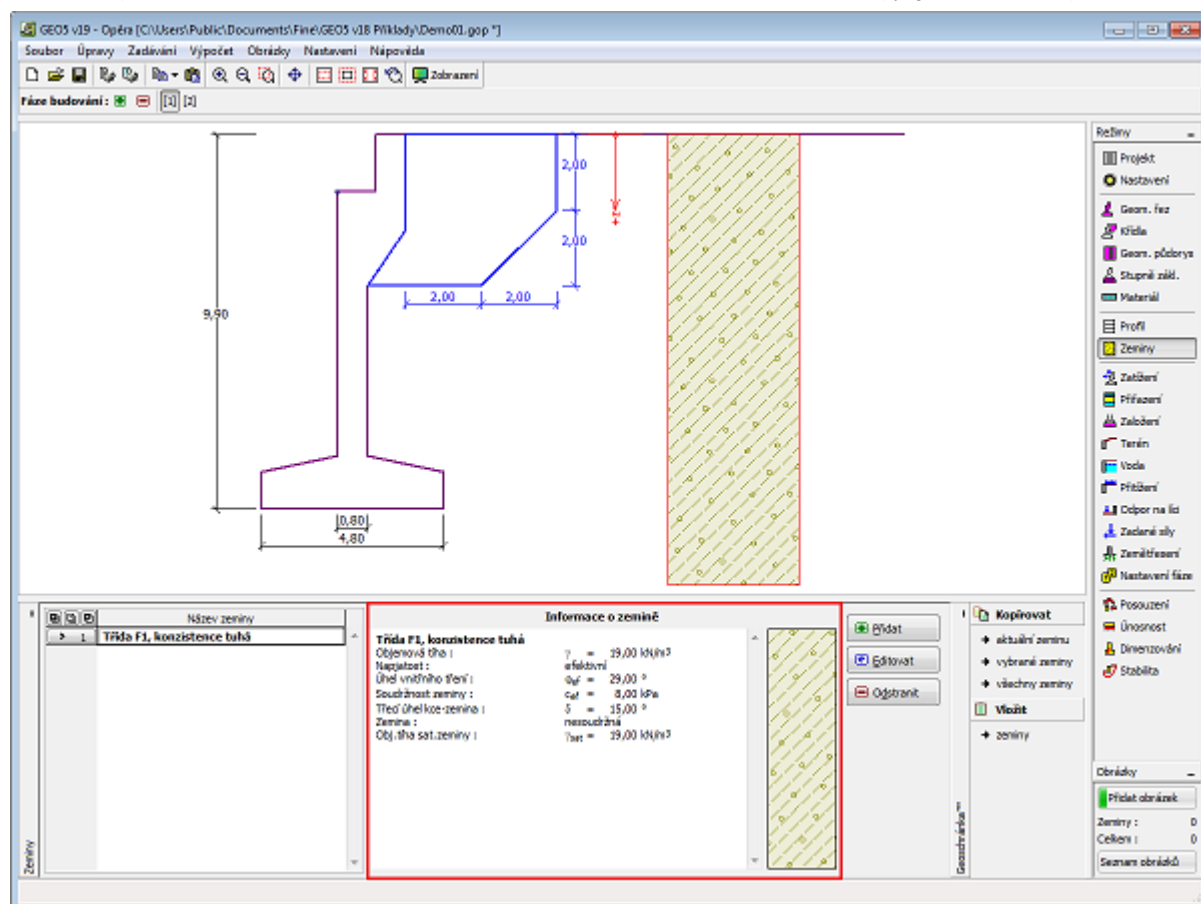 GEO5 v19 - Opěra [C:\Users\Public\Documents\Fine\GEO5 v18 Příklady\Demo01.gop *]
Soubor Úpravy Zadávání Výpočet Obrázky Nastavení Nápověda
Zobrazení
Fáze budování : [1] [2]
2,00
+z
2,00
2,00 2,00
9,90
0,80
4,80
Režimy
Projekt
Nastavení
Geom. řez
Křídla
Geom. půdorys
Stupně zákl.
Materiál
Profil
Zeminy
Zatížení
Přiřazení
Založení
Terén
Voda
Přitížení
Odpor na líci
Zadané síly
Zemětřesení
Nastavení fáze
Posouzení
Únosnost
Dimenzování
Stabilita
Obrázky
Přidat obrázek
Zeminy : 0
Celkem : 0
Seznam obrázků
Zeminy
Název zeminy
1 Třída F1, konzistence tuhá
Informace o zemině
Třída F1, konzistence tuhá
Objemová tíha : γ = 19,00 kN/m³
Napjatost : efektivní
Úhel vnitřního tření : φef = 29,00 °
Soudržnost zeminy : cef = 8,00 kPa
Třecí úhel kce-zemina : δ = 15,00 °
Zemina : nesoudržná
Obj.tíha sat.zeminy : γsat = 19,00 kN/m³
Přidat
Editovat
Odstranit
Geoschránka™
Kopírovat
aktuální zeminu
vybrané zeminy
všechny zeminy
Vložit
zeminy